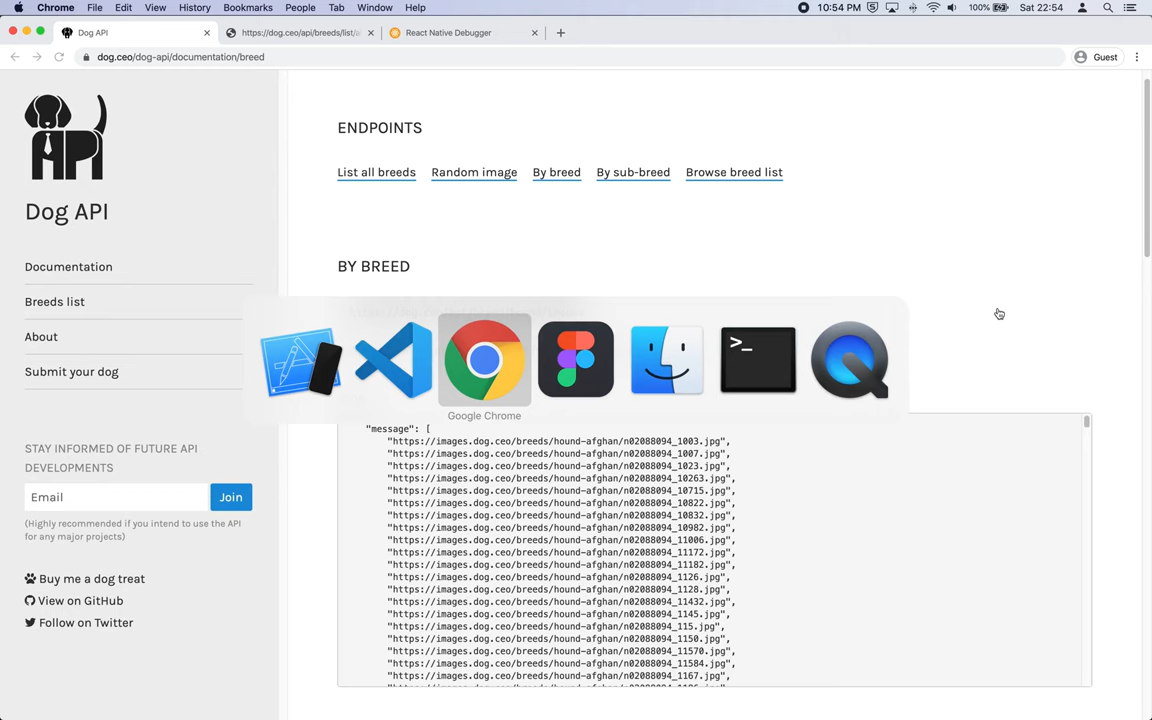 Chrome File Edit View History Bookmarks People Tab Window Help 10:54 PM 100% Sat 22:54
Dog API https://dog.ceo/api/breeds/list/a React Native Debugger
dog.ceo/dog-api/documentation/breed Guest
API
Dog API
Documentation
Breeds list
About
Submit your dog
STAY INFORMED OF FUTURE API
DEVELOPMENTS
Email Join
(Highly recommended if you intend to use the API
for any major projects)
Buy me a dog treat
View on GitHub
Follow on Twitter
ENDPOINTS
List all breeds Random image By breed By sub-breed Browse breed list
BY BREED
>_
Google Chrome
"message": [
"https://images.dog.ceo/breeds/hound-afghan/n02088094_1003.jpg",
"https://images.dog.ceo/breeds/hound-afghan/n02088094_1007.jpg",
"https://images.dog.ceo/breeds/hound-afghan/n02088094_1023.jpg",
"https://images.dog.ceo/breeds/hound-afghan/n02088094_10263.jpg",
"https://images.dog.ceo/breeds/hound-afghan/n02088094_10715.jpg",
"https://images.dog.ceo/breeds/hound-afghan/n02088094_10822.jpg",
"https://images.dog.ceo/breeds/hound-afghan/n02088094_10832.jpg",
"https://images.dog.ceo/breeds/hound-afghan/n02088094_10982.jpg",
"https://images.dog.ceo/breeds/hound-afghan/n02088094_11006.jpg",
"https://images.dog.ceo/breeds/hound-afghan/n02088094_11172.jpg",
"https://images.dog.ceo/breeds/hound-afghan/n02088094_11182.jpg",
"https://images.dog.ceo/breeds/hound-afghan/n02088094_1126.jpg",
"https://images.dog.ceo/breeds/hound-afghan/n02088094_1128.jpg",
"https://images.dog.ceo/breeds/hound-afghan/n02088094_11432.jpg",
"https://images.dog.ceo/breeds/hound-afghan/n02088094_1145.jpg",
"https://images.dog.ceo/breeds/hound-afghan/n02088094_115.jpg",
"https://images.dog.ceo/breeds/hound-afghan/n02088094_1150.jpg",
"https://images.dog.ceo/breeds/hound-afghan/n02088094_11570.jpg",
"https://images.dog.ceo/breeds/hound-afghan/n02088094_11584.jpg",
"https://images.dog.ceo/breeds/hound-afghan/n02088094_1167.jpg",